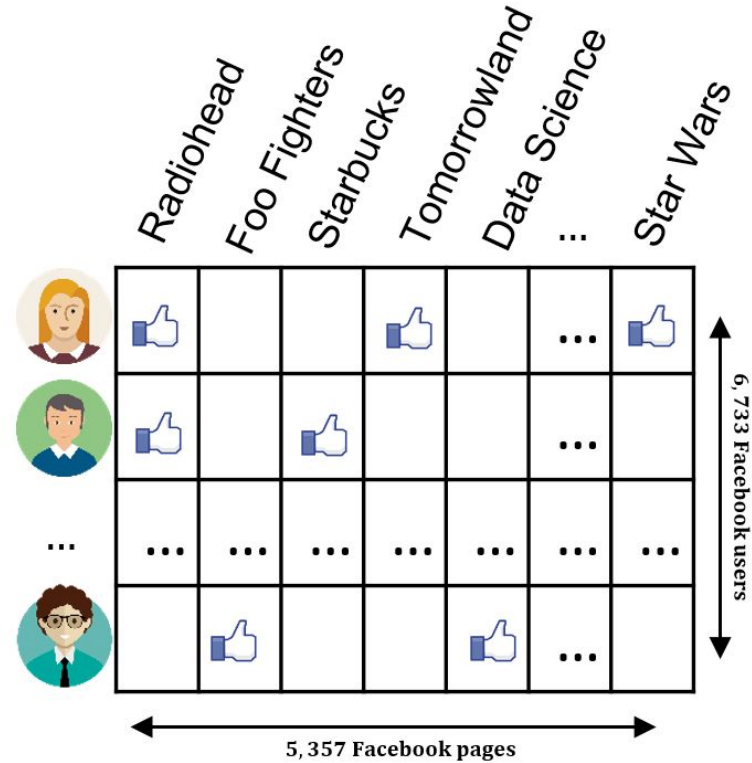 Radiohead
Foo Fighters
Starbucks
Tomorrowland
Data Science
...
Star Wars
... 
...
... ... ... ... ... ... ... ...
...
6,733 Facebook users
5,357 Facebook pages